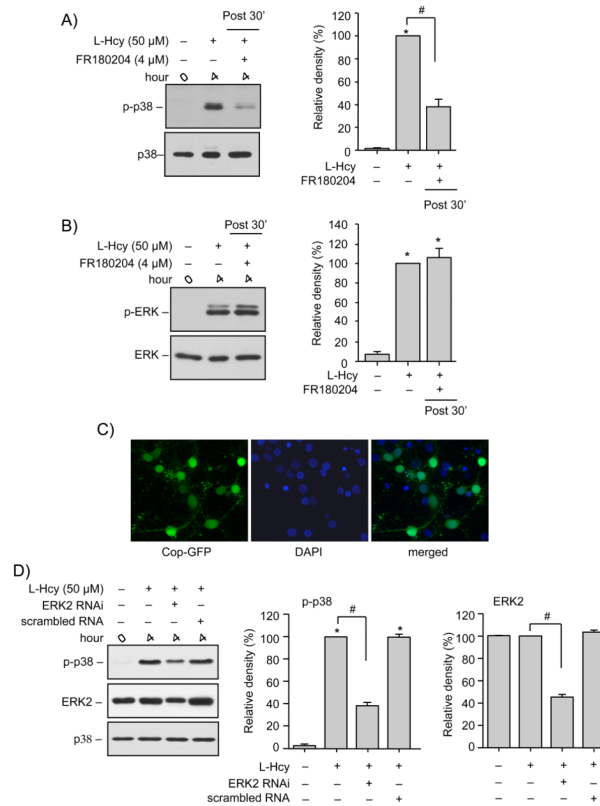 A)
Post 30’
L-Hcy (50 μM) – + +
FR180204 (4 μM) – – +
hour 0 4 4
p-p38 –
p38–
Relative density (%)
120
100
80
60
40
20
0
*
#
L-Hcy – + +
FR180204 – – +
Post 30’
B)
Post 30’
L-Hcy (50 μM) – + +
FR180204 (4 μM) – – +
hour 0 4 4
p-ERK –
ERK –
Relative density (%)
140
120
100
80
60
40
20
0
* *
L-Hcy – + +
FR180204 – – +
Post 30’
C)
Cop-GFP DAPI merged
D)
L-Hcy (50 μM) – + + +
ERK2 RNAi – – + –
scrambled RNA – – – +
hour 0 4 4 4
p-p38 –
ERK2 –
p38 –
p-p38
Relative density (%)
120
100
80
60
40
20
0
* # *
L-Hcy – + + +
ERK2 RNAi – – + –
scrambled RNA – – – +
ERK2
Relative density (%)
120
100
80
60
40
20
0
#
– + + +
– – + –
– – – +